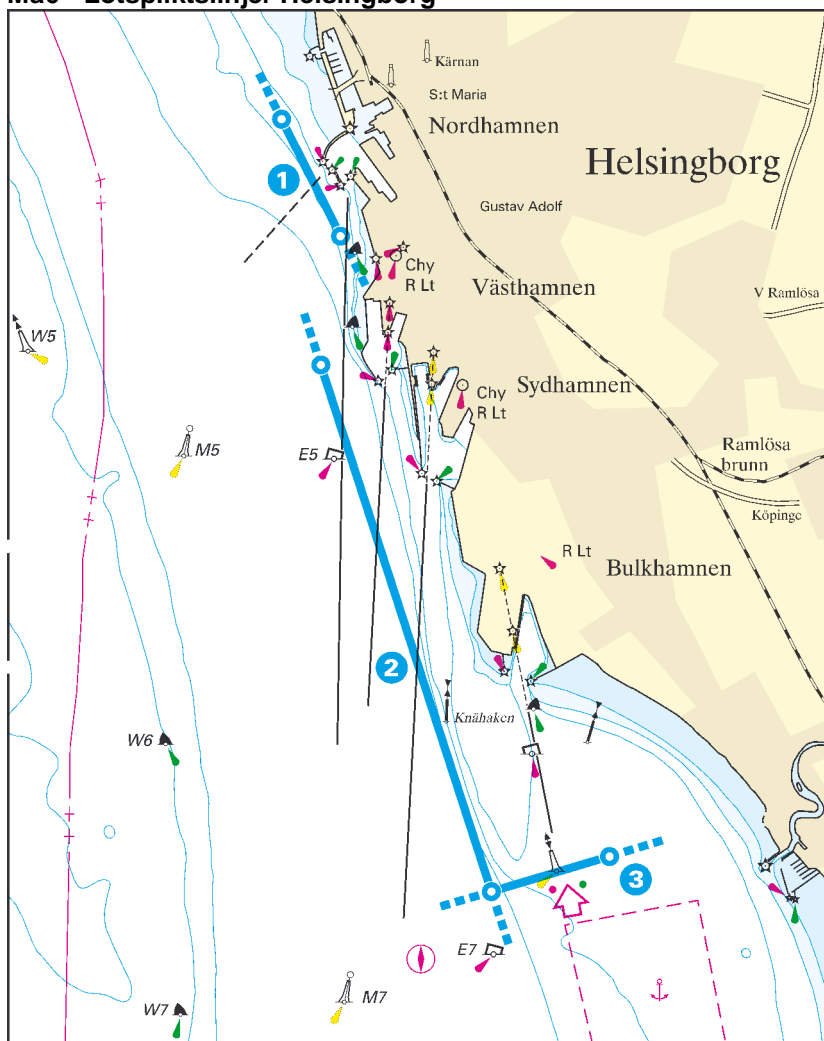 Kärnan
S:t Maria
Nordhamnen
Helsingborg
1
Gustav Adolf
Chy
R Lt
Västhamnen
V Ramlösa
W5
Sydhamnen
Chy
R Lt
M5
E5
Ramlösa
brunn
Köpinge
R Lt
Bulkhamnen
2
Knähaken
W6
3
E7
M7
W7